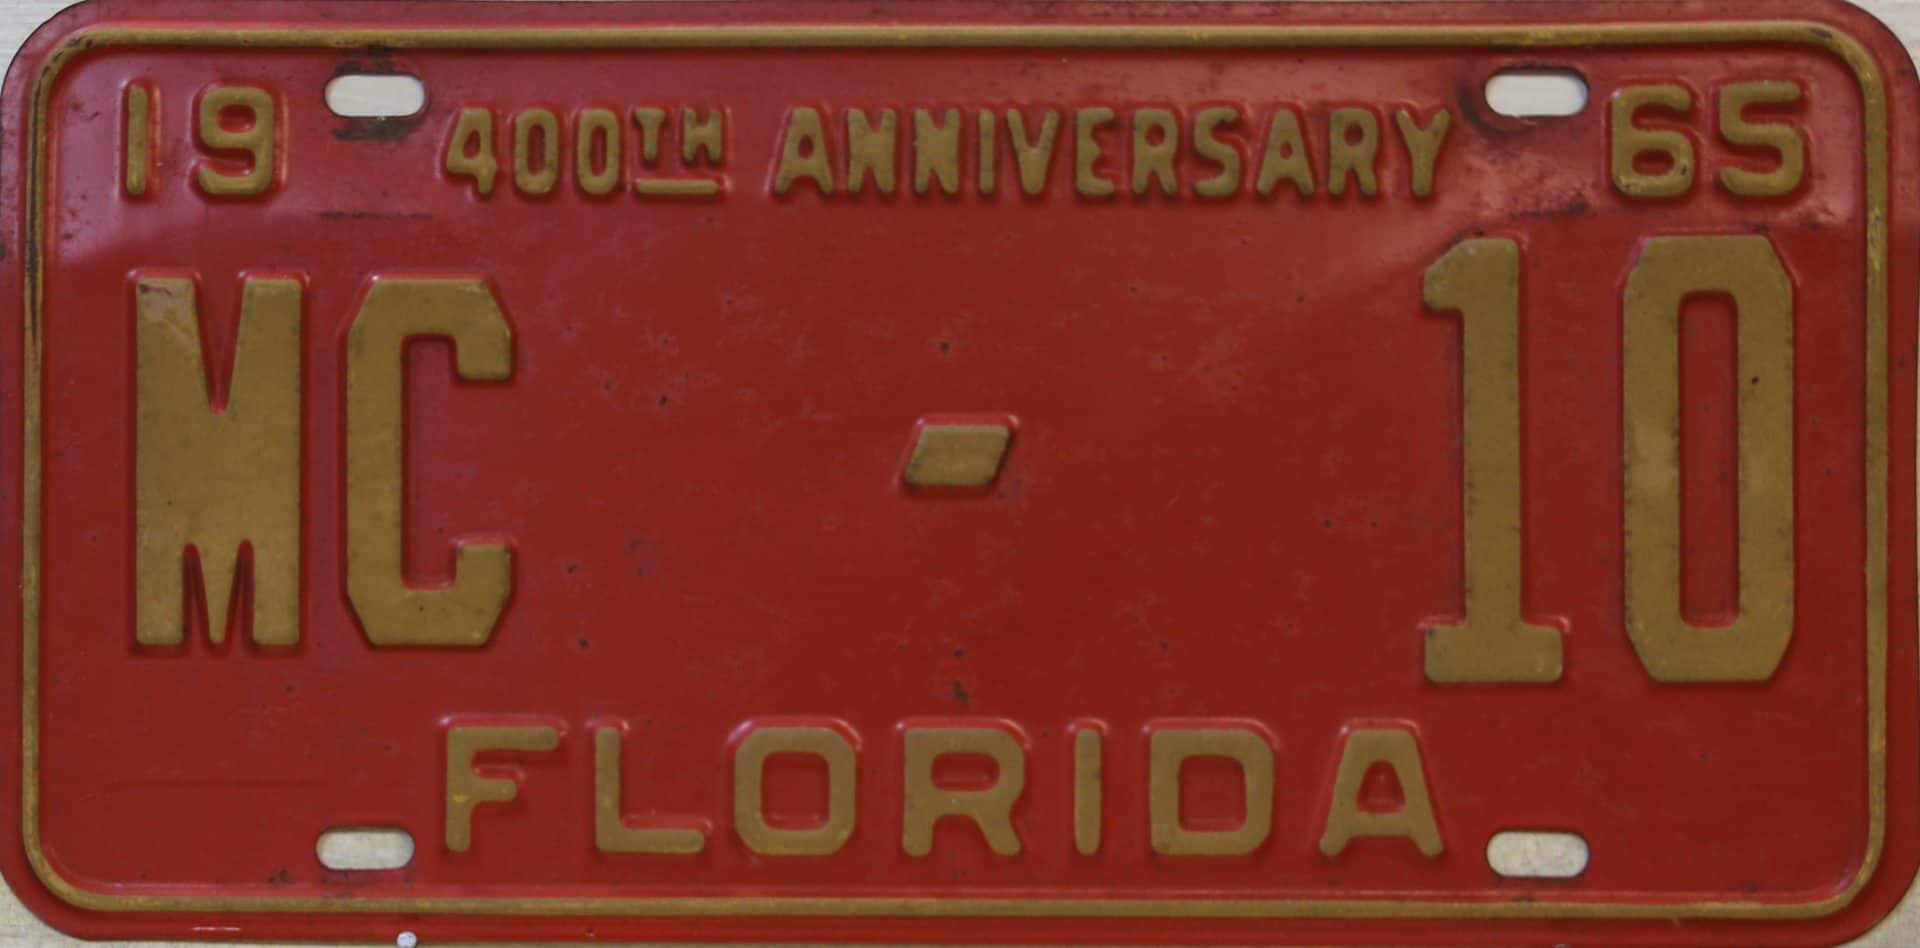 19 400TH ANNIVERSARY 65
MC - 10
FLORIDA